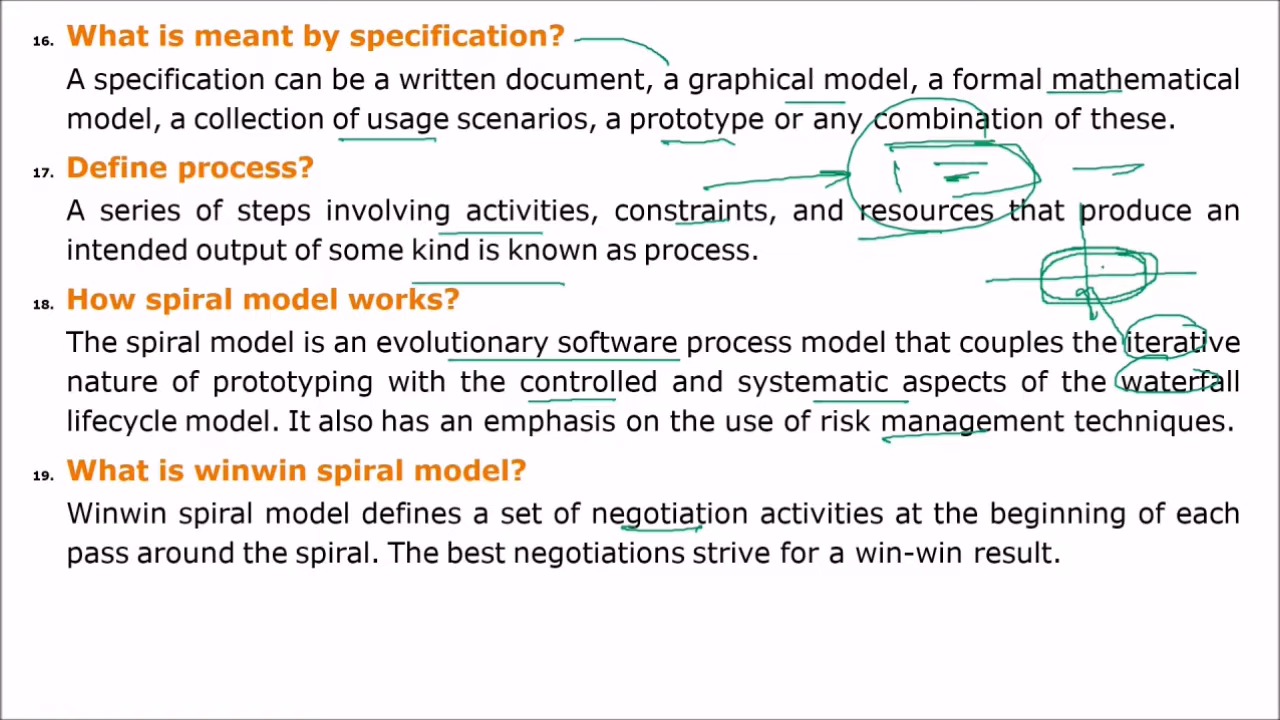 16. What is meant by specification?
A specification can be a written document, a graphical model, a formal mathematical
model, a collection of usage scenarios, a prototype or any combination of these.
17. Define process?
A series of steps involving activities, constraints, and resources that produce an
intended output of some kind is known as process.
18. How spiral model works?
The spiral model is an evolutionary software process model that couples the iterative
nature of prototyping with the controlled and systematic aspects of the waterfall
lifecycle model. It also has an emphasis on the use of risk management techniques.
19. What is winwin spiral model?
Winwin spiral model defines a set of negotiation activities at the beginning of each
pass around the spiral. The best negotiations strive for a win-win result.